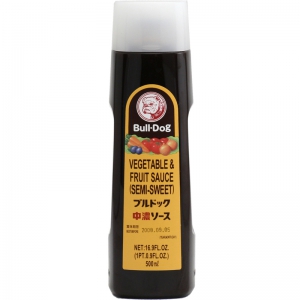 Bull-Dog
VEGETABLE &
FRUIT SAUCE
(SEMI-SWEET)
ブルドック
中濃ソース
NET:16.9FL.OZ.
(1PT.0.9FL.OZ.)
500ml